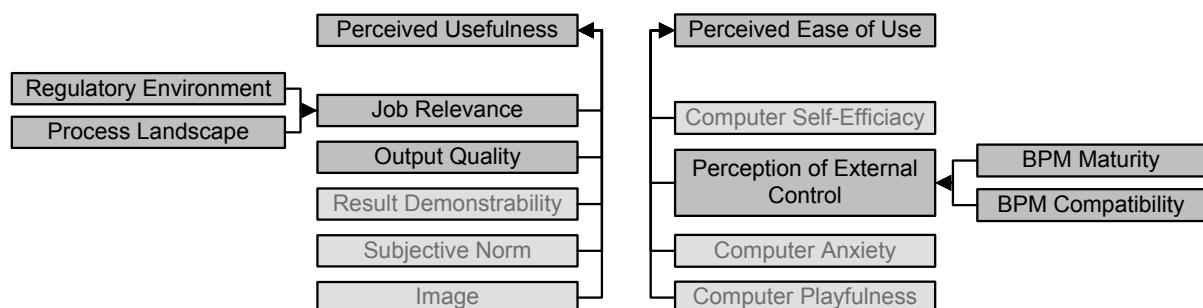 Perceived Usefulness
Perceived Ease of Use
Regulatory Environment
Process Landscape
Job Relevance
Output Quality
Result Demonstrability
Subjective Norm
Image
Computer Self-Efficiacy
Perception of External
Control
Computer Anxiety
Computer Playfulness
BPM Maturity
BPM Compatibility